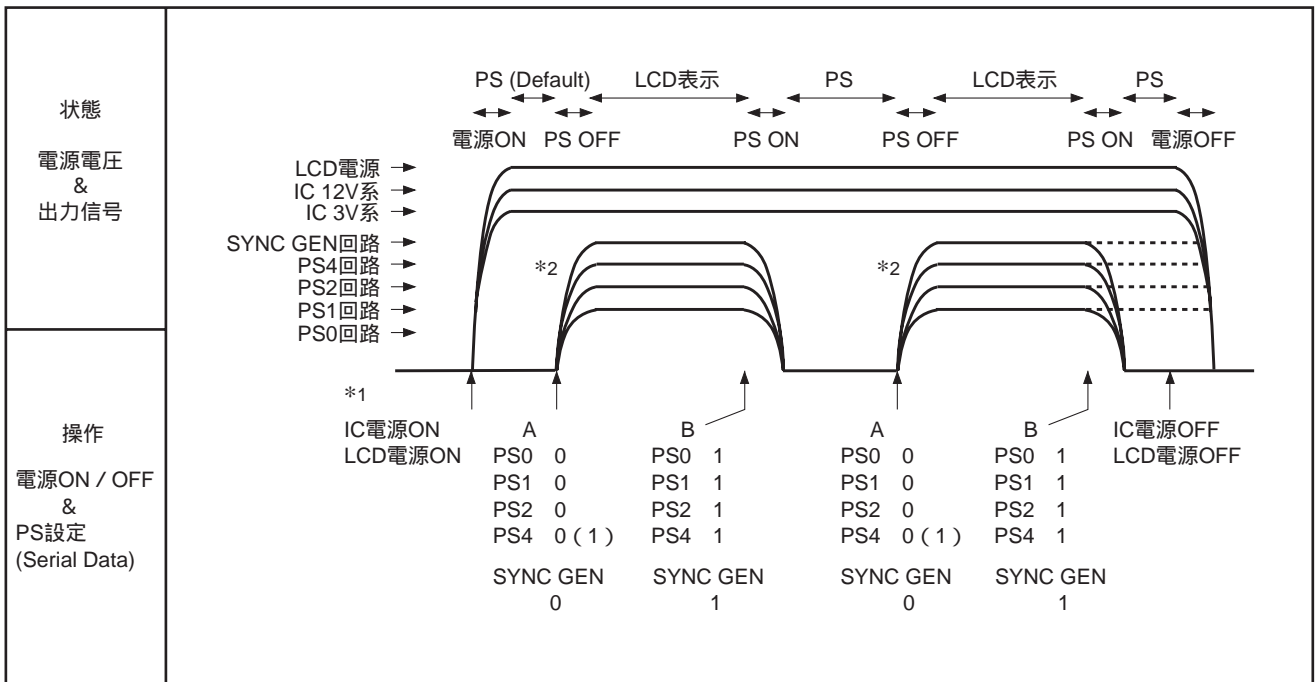 状態
電源電圧
&
出力信号
PS (Default) LCD表示 PS LCD表示 PS
電源ON PS OFF PS ON PS OFF PS ON 電源OFF
LCD電源
IC 12V系
IC 3V系
SYNC GEN回路
PS4回路
PS2回路
PS1回路
PS0回路
*2 *2
操作
電源ON / OFF
&
PS設定
(Serial Data)
*1
IC電源ON
LCD電源ON
A
PS0 0
PS1 0
PS2 0
PS4 0 ( 1 )
SYNC GEN
0
B
PS0 1
PS1 1
PS2 1
PS4 1
SYNC GEN
1
A
PS0 0
PS1 0
PS2 0
PS4 0 ( 1 )
SYNC GEN
0
B
PS0 1
PS1 1
PS2 1
PS4 1
SYNC GEN
1
IC電源OFF
LCD電源OFF